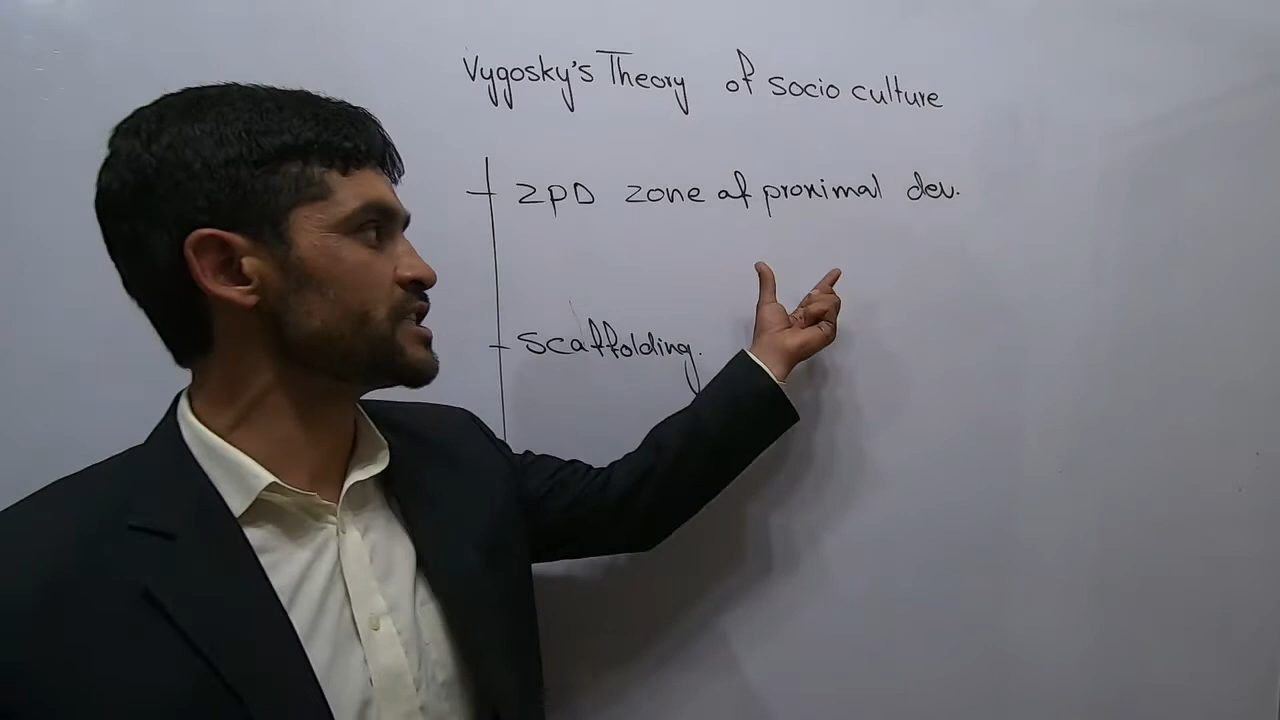 Vygosky's Theory of socio culture
ZPD zone of proximal dev.
scaffolding.